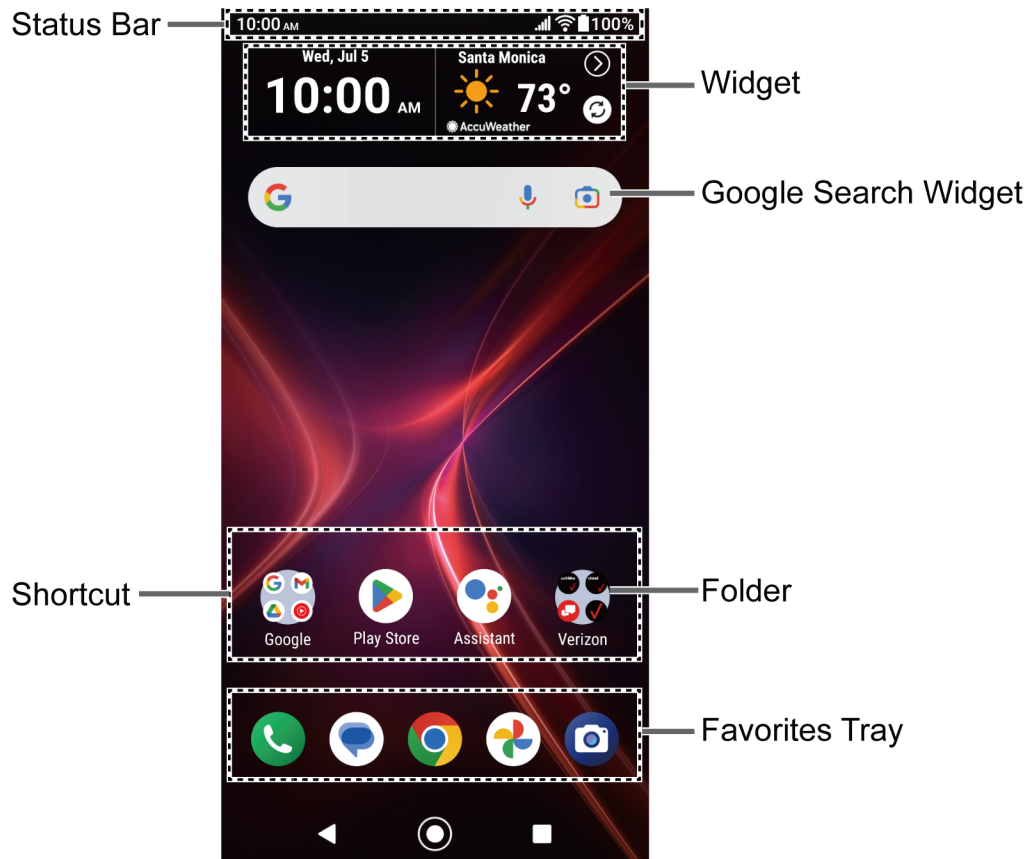 Status Bar
10:00 AM
100%
Wed, Jul 5
10:00 AM
Santa Monica
73°
AccuWeather
Widget
G
Google Search Widget
Shortcut
G
Google
Play Store
Assistant
cloud
Verizon
Folder
Favorites Tray